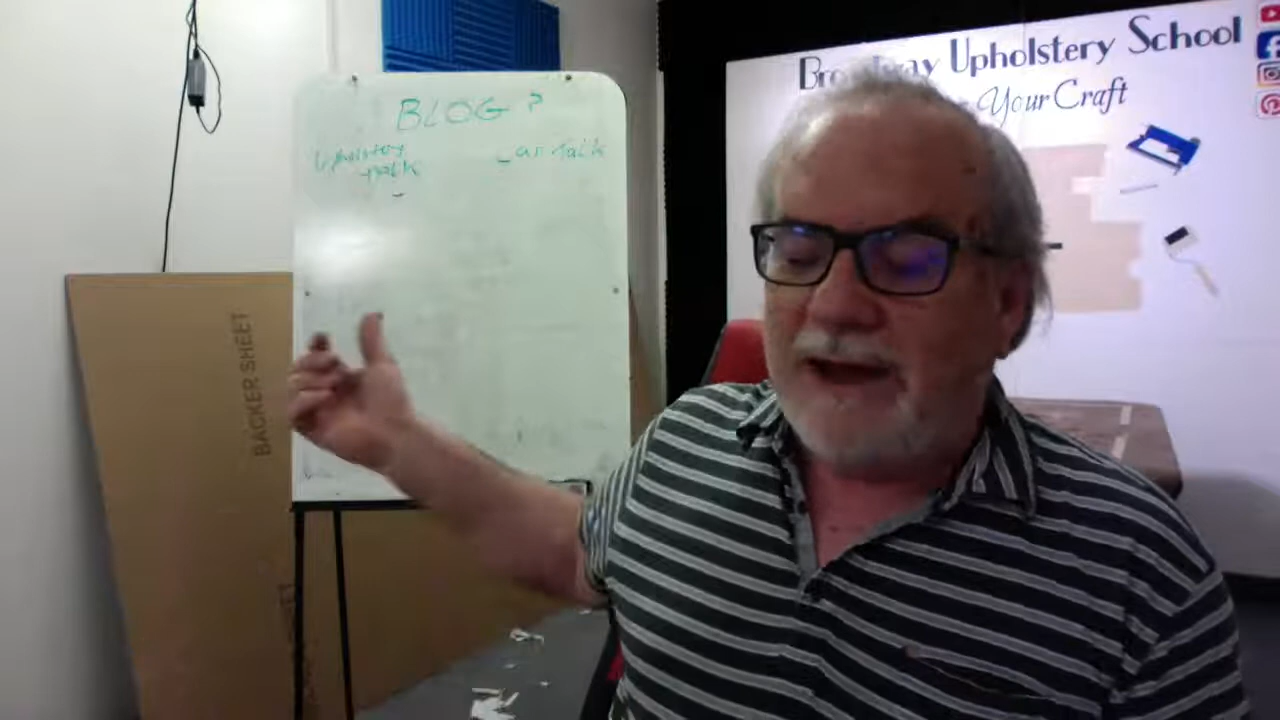 BLOG ?
Upholstery
Talk
Car Talk
BACKER SHEET
Upholstery School
Your Craft